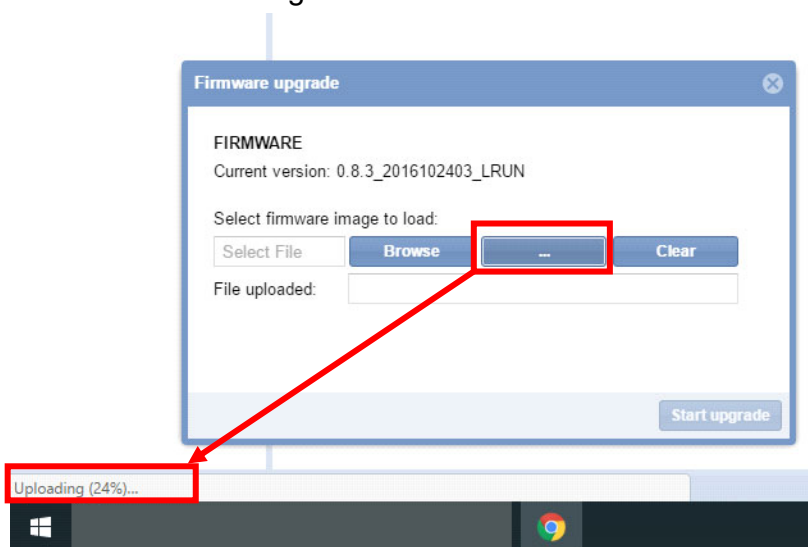 Firmware upgrade
FIRMWARE
Current version: 0.8.3_2016102403_LRUN
Select firmware image to load:
Select File Browse ... Clear
File uploaded:
Start upgrade
Uploading (24%)...